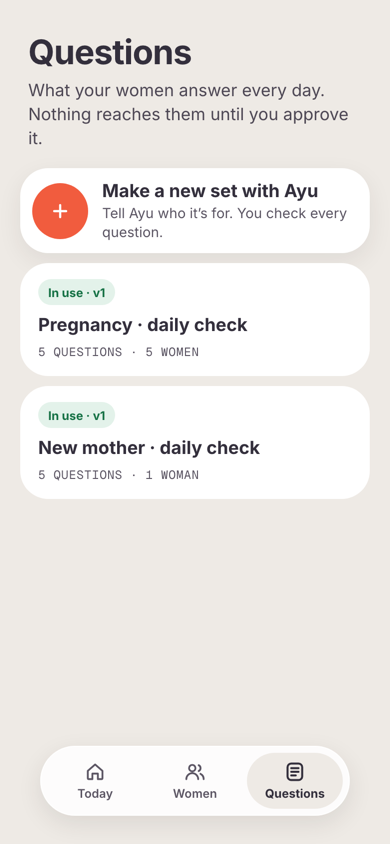 Questions
What your women answer every day.
Nothing reaches them until you approve
it.
Make a new set with Ayu
Tell Ayu who it’s for. You check every
question.
In use · v1
Pregnancy · daily check
5 QUESTIONS · 5 WOMEN
In use · v1
New mother · daily check
5 QUESTIONS · 1 WOMAN
Today
Women
Questions